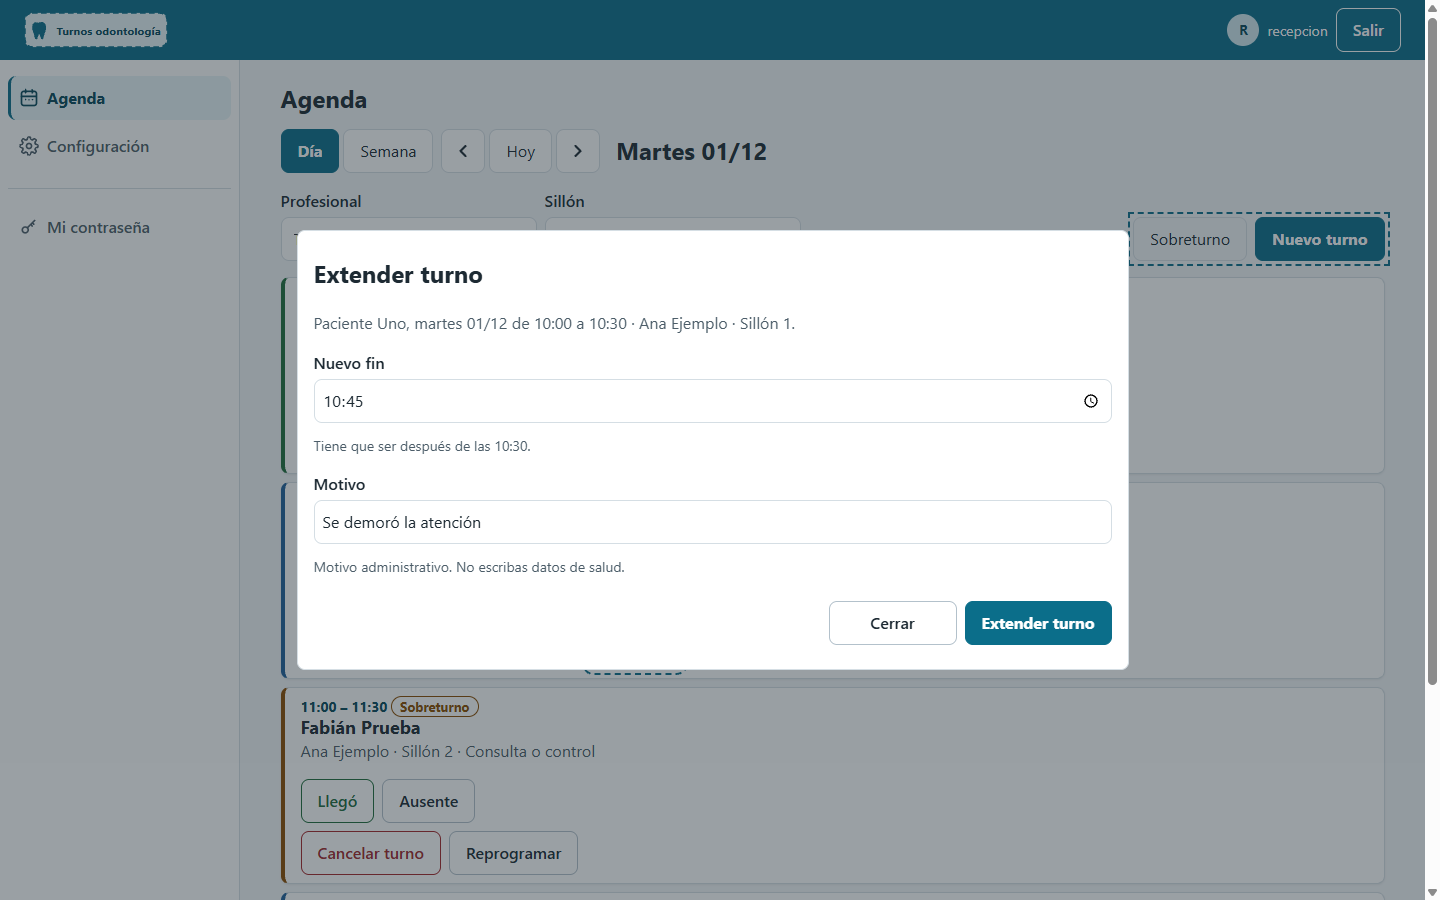 Turnos odontología
R
recepcion
Salir
Agenda
Configuración
Mi contraseña
Agenda
Día
Semana
Hoy
Martes 01/12
Profesional
Sillón
Sobreturno
Nuevo turno
Extender turno
Paciente Uno, martes 01/12 de 10:00 a 10:30 · Ana Ejemplo · Sillón 1.
Nuevo fin
10:45
Tiene que ser después de las 10:30.
Motivo
Se demoró la atención
Motivo administrativo. No escribas datos de salud.
Cerrar
Extender turno
11:00 – 11:30 Sobreturno
Fabián Prueba
Ana Ejemplo · Sillón 2 · Consulta o control
Llegó
Ausente
Cancelar turno
Reprogramar